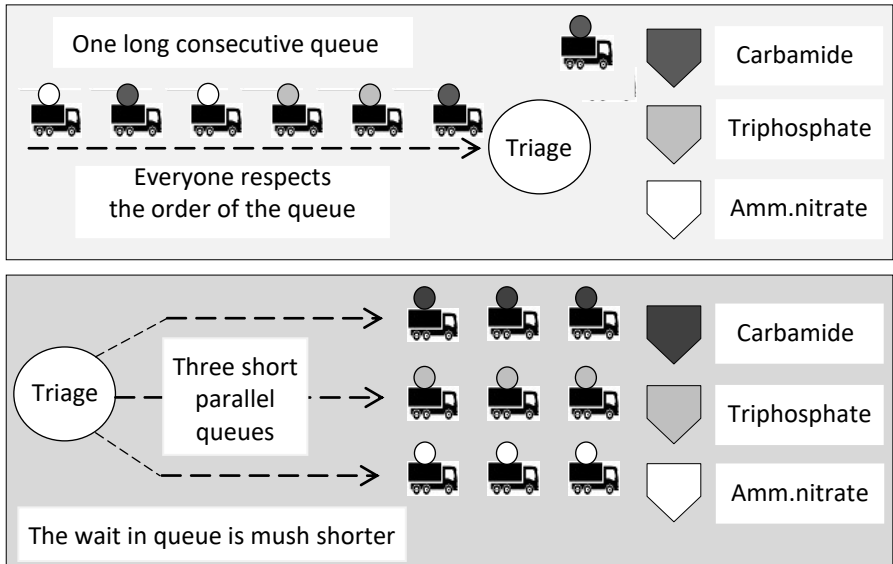 One long consecutive queue
Carbamide
Triage
Triphosphate
Everyone respects
the order of the queue
Amm.nitrate
Carbamide
Triage
Three short
parallel
queues
Triphosphate
Amm.nitrate
The wait in queue is mush shorter